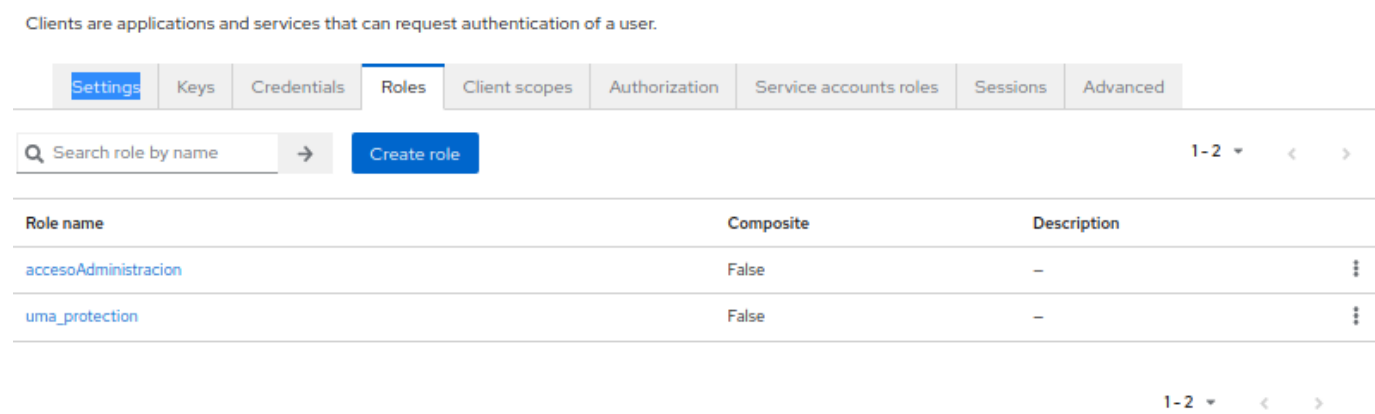 Clients are applications and services that can request authentication of a user.
Settings Keys Credentials Roles Client scopes Authorization Service accounts roles Sessions Advanced
Search role by name Create role 1-2
Role name Composite Description
accesoAdministracion False –
uma_protection False –
1-2